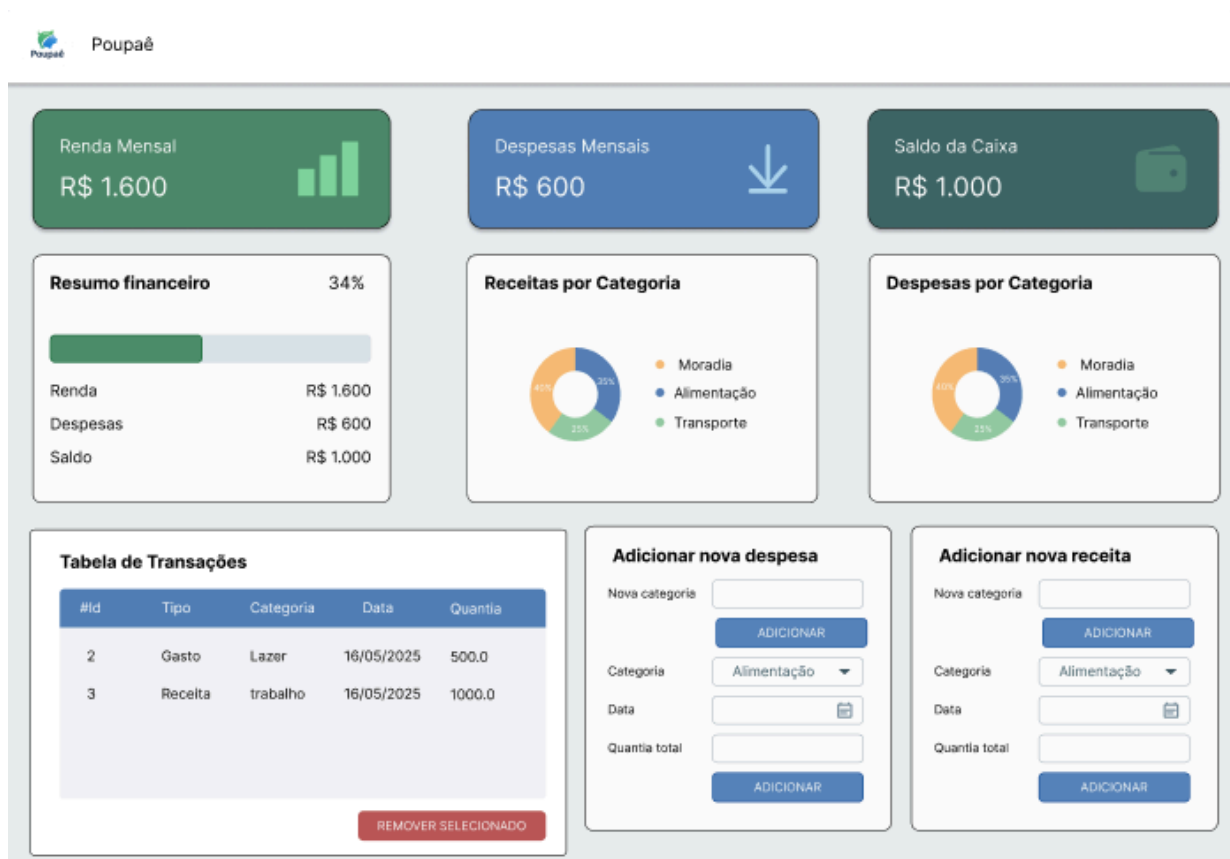 Poupaê
Poupaê
Renda Mensal
R$ 1.600
Despesas Mensais
R$ 600
Saldo da Caixa
R$ 1.000
Resumo financeiro 34%
Renda R$ 1.600
Despesas R$ 600
Saldo R$ 1.000
Receitas por Categoria
40%
35%
25%
Moradia
Alimentação
Transporte
Despesas por Categoria
40%
35%
25%
Moradia
Alimentação
Transporte
Tabela de Transações
#Id Tipo Categoria Data Quantia
2 Gasto Lazer 16/05/2025 500.0
3 Receita trabalho 16/05/2025 1000.0
REMOVER SELECIONADO
Adicionar nova despesa
Nova categoria
ADICIONAR
Categoria Alimentação
Data
Quantia total
ADICIONAR
Adicionar nova receita
Nova categoria
ADICIONAR
Categoria Alimentação
Data
Quantia total
ADICIONAR